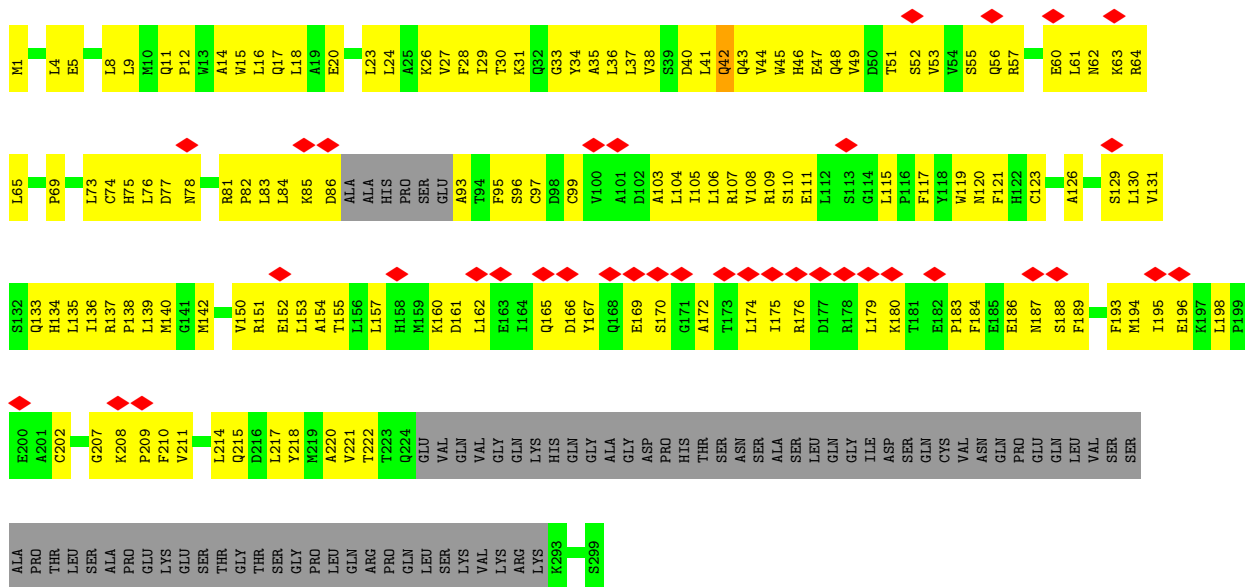 M1 L4 E5 L8 L9 M10 Q11 P12 W13 A14 W15 L16 Q17 L18 A19 E20 L23 L24 A25 K26 V27 F28 I29 T30 K31 Q32 G33 Y34 A35 L36 L37 V38 S39 D40 L41 Q42 Q43 V44 W45 H46 E47 Q48 V49 D50 T51 S52 V53 V54 S55 Q56 R57 E60 L61 N62 K63 R64
L65 P69 L73 C74 H75 L76 D77 N78 R81 P82 L83 L84 K85 D86 ALA ALA HIS PRO SER GLU A93 T94 F95 S96 C97 D98 C99 V100 A101 D102 A103 L104 I105 L106 R107 V108 R109 S110 E111 L112 S113 G114 L115 P116 F117 Y118 W119 N120 F121 H122 C123 A126 S129 L130 V131
S132 Q133 H134 L135 I136 R137 P138 L139 M140 G141 M142 V150 R151 E152 L153 A154 T155 L156 L157 H158 M159 K160 D161 L162 E163 I164 Q165 D166 Y167 Q168 E169 S170 G171 A172 T173 L174 I175 R176 D177 R178 L179 K180 T181 E182 P183 F184 E185 E186 N187 S188 F189 F193 M194 I195 E196 K197 L198 P199
E200 A201 C202 G207 K208 P209 F210 V211 L214 Q215 D216 L217 Y218 M219 A220 V221 T222 T223 Q224 GLU VAL GLN VAL GLY GLN LYS HIS GLN GLY ALA GLY ASP PRO HIS THR SER ASN SER ALA SER LEU GLN GLY ILE ASP SER GLN CYS VAL ASN GLN PRO GLU GLN LEU VAL SER SER
ALA PRO THR LEU SER ALA PRO GLU LYS GLU SER THR GLY THR SER GLY PRO LEU GLN ARG PRO GLN LEU SER LYS VAL LYS ARG LYS K293 S299